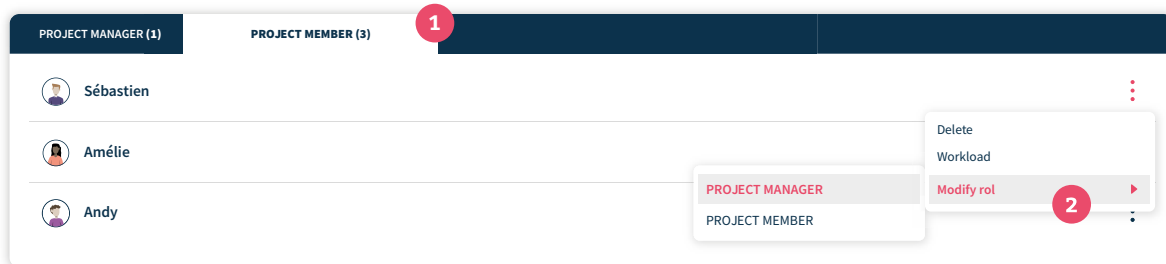 PROJECT MANAGER (1)
PROJECT MEMBER (3)
1
Sébastien
Amélie
Andy
Delete
Workload
Modify rol
2
PROJECT MANAGER
PROJECT MEMBER